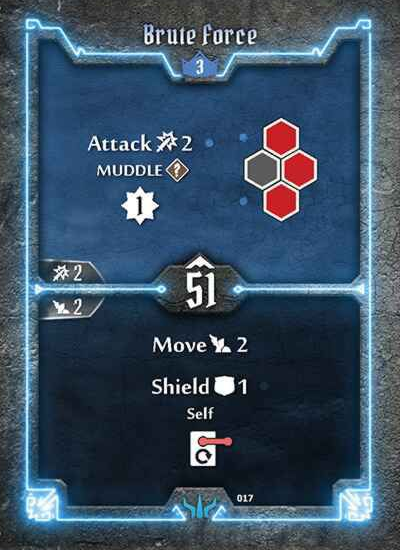 Brute Force
3
Attack 2
MUDDLE ?
1
2
51
2
Move 2
Shield 1
Self
017